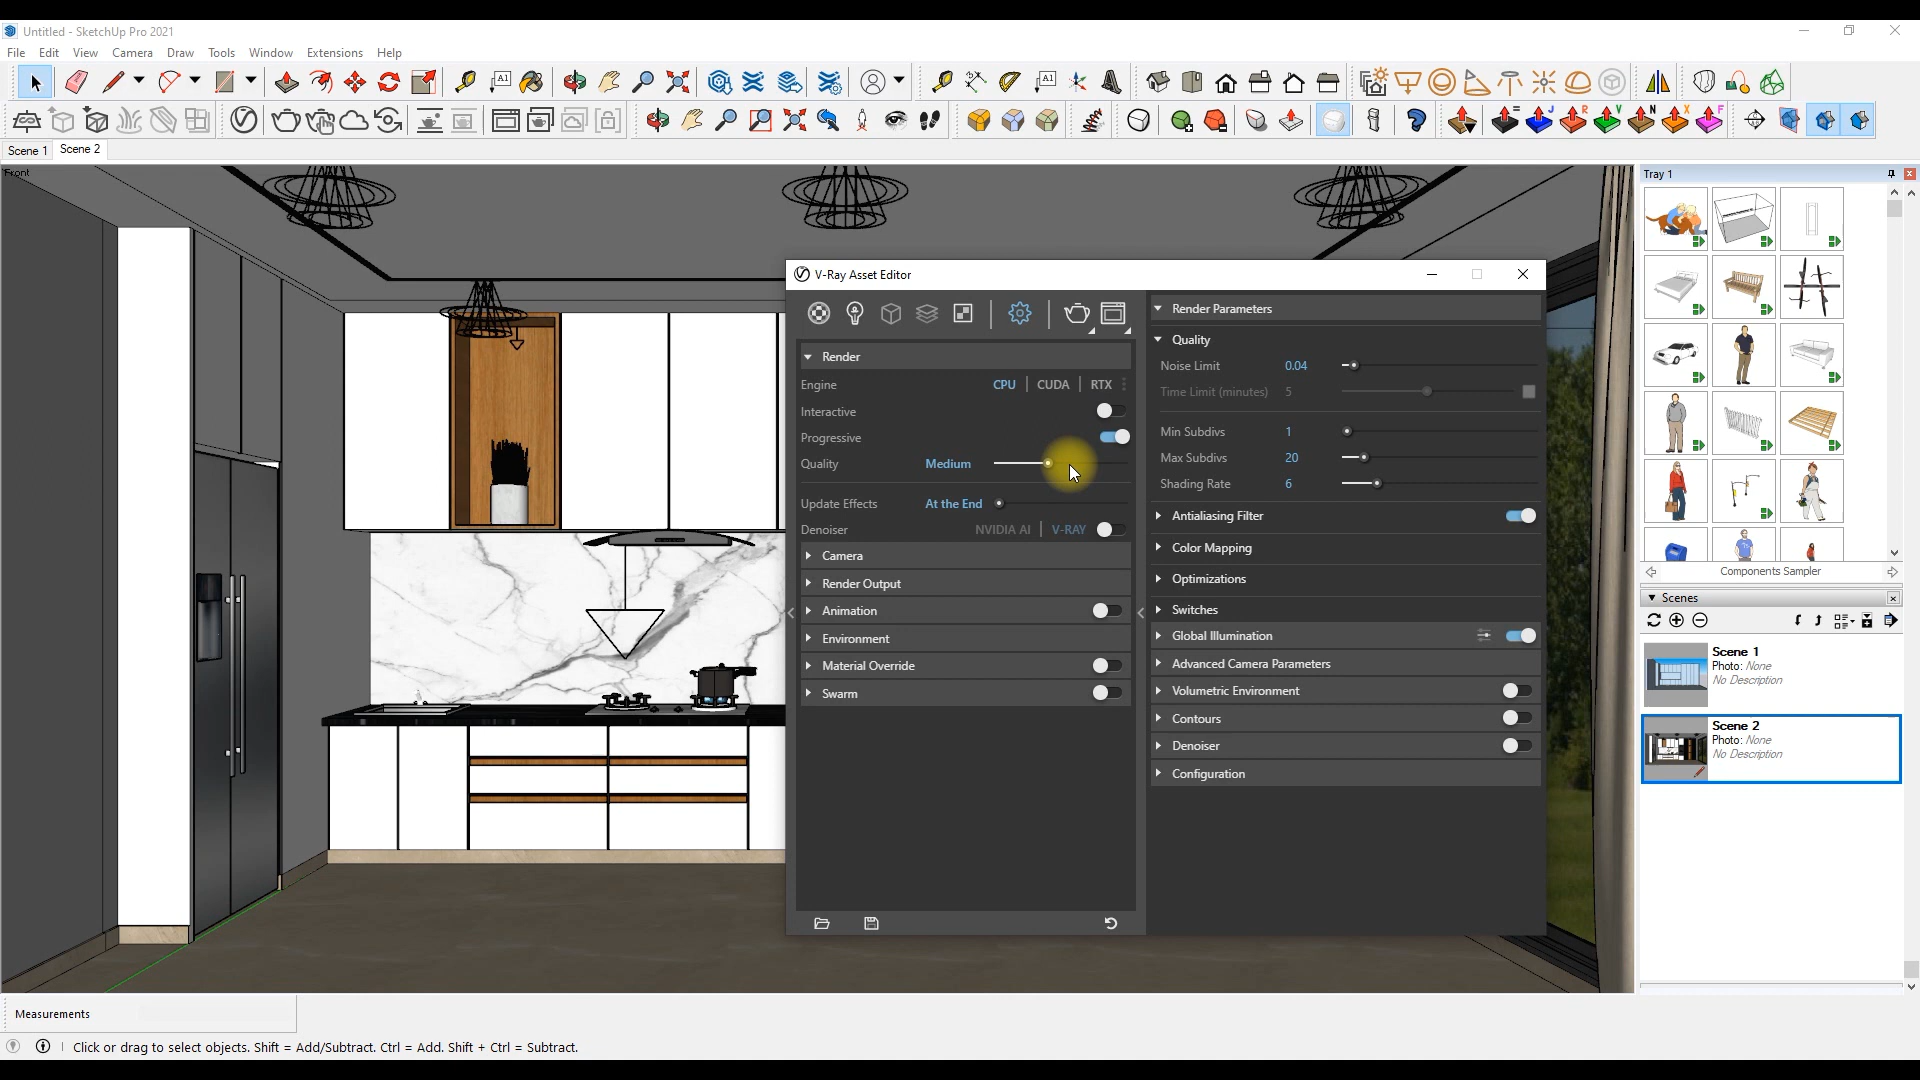 Untitled - SketchUp Pro 2021
File Edit View Camera Draw Tools Window Extensions Help
Scene 1 Scene 2
Front
V-Ray Asset Editor
Render
Engine CPU CUDA RTX
Interactive
Progressive
Quality Medium
Update Effects At the End
Denoiser NVIDIA AI V-RAY
Camera
Render Output
Animation
Environment
Material Override
Swarm
Render Parameters
Quality
Noise Limit 0.04
Time Limit (minutes) 5
Min Subdivs 1
Max Subdivs 20
Shading Rate 6
Antialiasing Filter
Color Mapping
Optimizations
Switches
Global Illumination
Advanced Camera Parameters
Volumetric Environment
Contours
Denoiser
Configuration
Tray 1
Components Sampler
Scenes
Scene 1
Photo: None
No Description
Scene 2
Photo: None
No Description
Measurements
Click or drag to select objects. Shift = Add/Subtract. Ctrl = Add. Shift + Ctrl = Subtract.